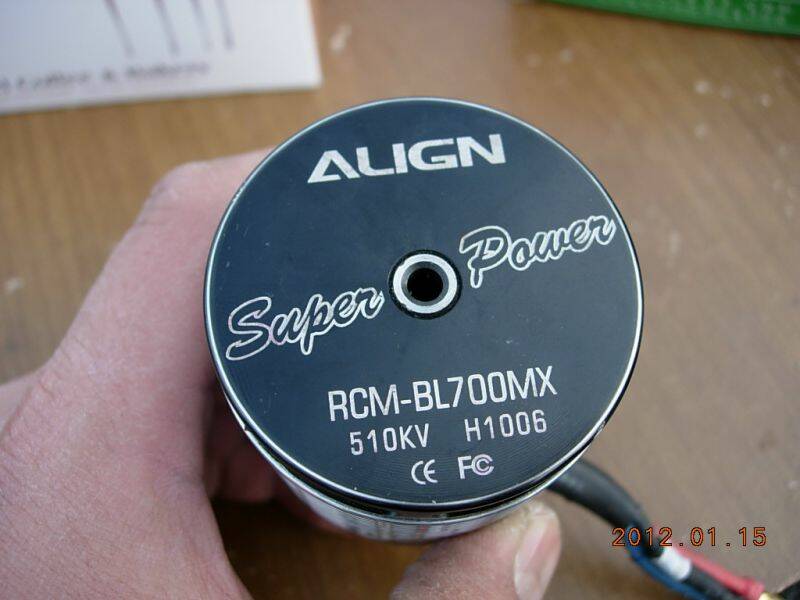 ALIGN
Super Power
RCM-BL700MX
510KV H1006
CE FC
2012.01.15